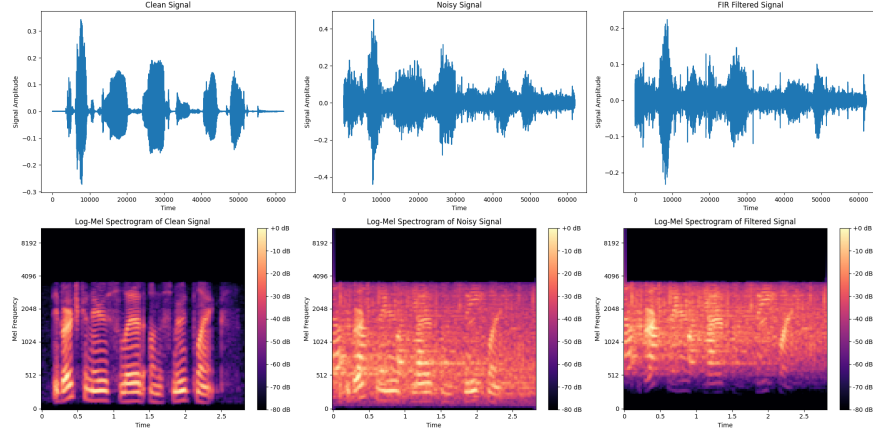 Clean Signal
Signal Amplitude
0.3
0.2
0.1
0.0
−0.1
−0.2
−0.3
0 10000 20000 30000 40000 50000 60000
Time
Noisy Signal
Signal Amplitude
0.4
0.2
0.0
−0.2
−0.4
0 10000 20000 30000 40000 50000 60000
Time
FIR Filtered Signal
Signal Amplitude
0.2
0.1
0.0
−0.1
−0.2
0 10000 20000 30000 40000 50000 60000
Time
Log-Mel Spectrogram of Clean Signal
Mel Frequency
8192
4096
2048
1024
512
0
0 0.5 1 1.5 2 2.5
Time
+0 dB
-10 dB
-20 dB
-30 dB
-40 dB
-50 dB
-60 dB
-70 dB
-80 dB
Log-Mel Spectrogram of Noisy Signal
Mel Frequency
8192
4096
2048
1024
512
0
0 0.5 1 1.5 2 2.5
Time
+0 dB
-10 dB
-20 dB
-30 dB
-40 dB
-50 dB
-60 dB
-70 dB
-80 dB
Log-Mel Spectrogram of Filtered Signal
Mel Frequency
8192
4096
2048
1024
512
0
0 0.5 1 1.5 2 2.5
Time
+0 dB
-10 dB
-20 dB
-30 dB
-40 dB
-50 dB
-60 dB
-70 dB
-80 dB